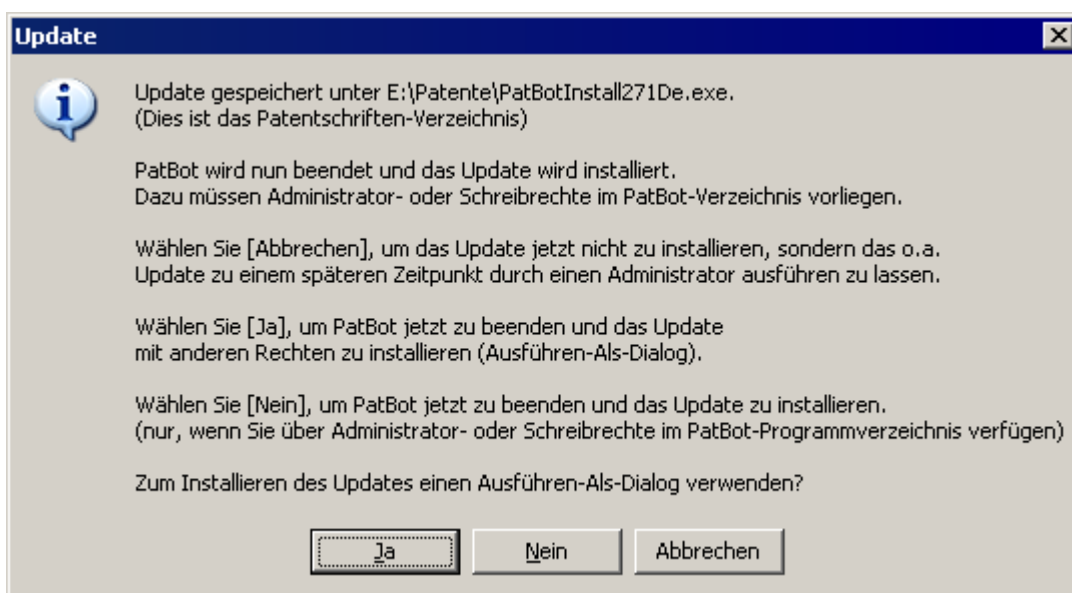 Update
Update gespeichert unter E:\Patente\PatBotInstall271De.exe.
(Dies ist das Patentschriften-Verzeichnis)
PatBot wird nun beendet und das Update wird installiert.
Dazu müssen Administrator- oder Schreibrechte im PatBot-Verzeichnis vorliegen.
Wählen Sie [Abbrechen], um das Update jetzt nicht zu installieren, sondern das o.a.
Update zu einem späteren Zeitpunkt durch einen Administrator ausführen zu lassen.
Wählen Sie [Ja], um PatBot jetzt zu beenden und das Update
mit anderen Rechten zu installieren (Ausführen-Als-Dialog).
Wählen Sie [Nein], um PatBot jetzt zu beenden und das Update zu installieren.
(nur, wenn Sie über Administrator- oder Schreibrechte im PatBot-Programmverzeichnis verfügen)
Zum Installieren des Updates einen Ausführen-Als-Dialog verwenden?
Ja Nein Abbrechen